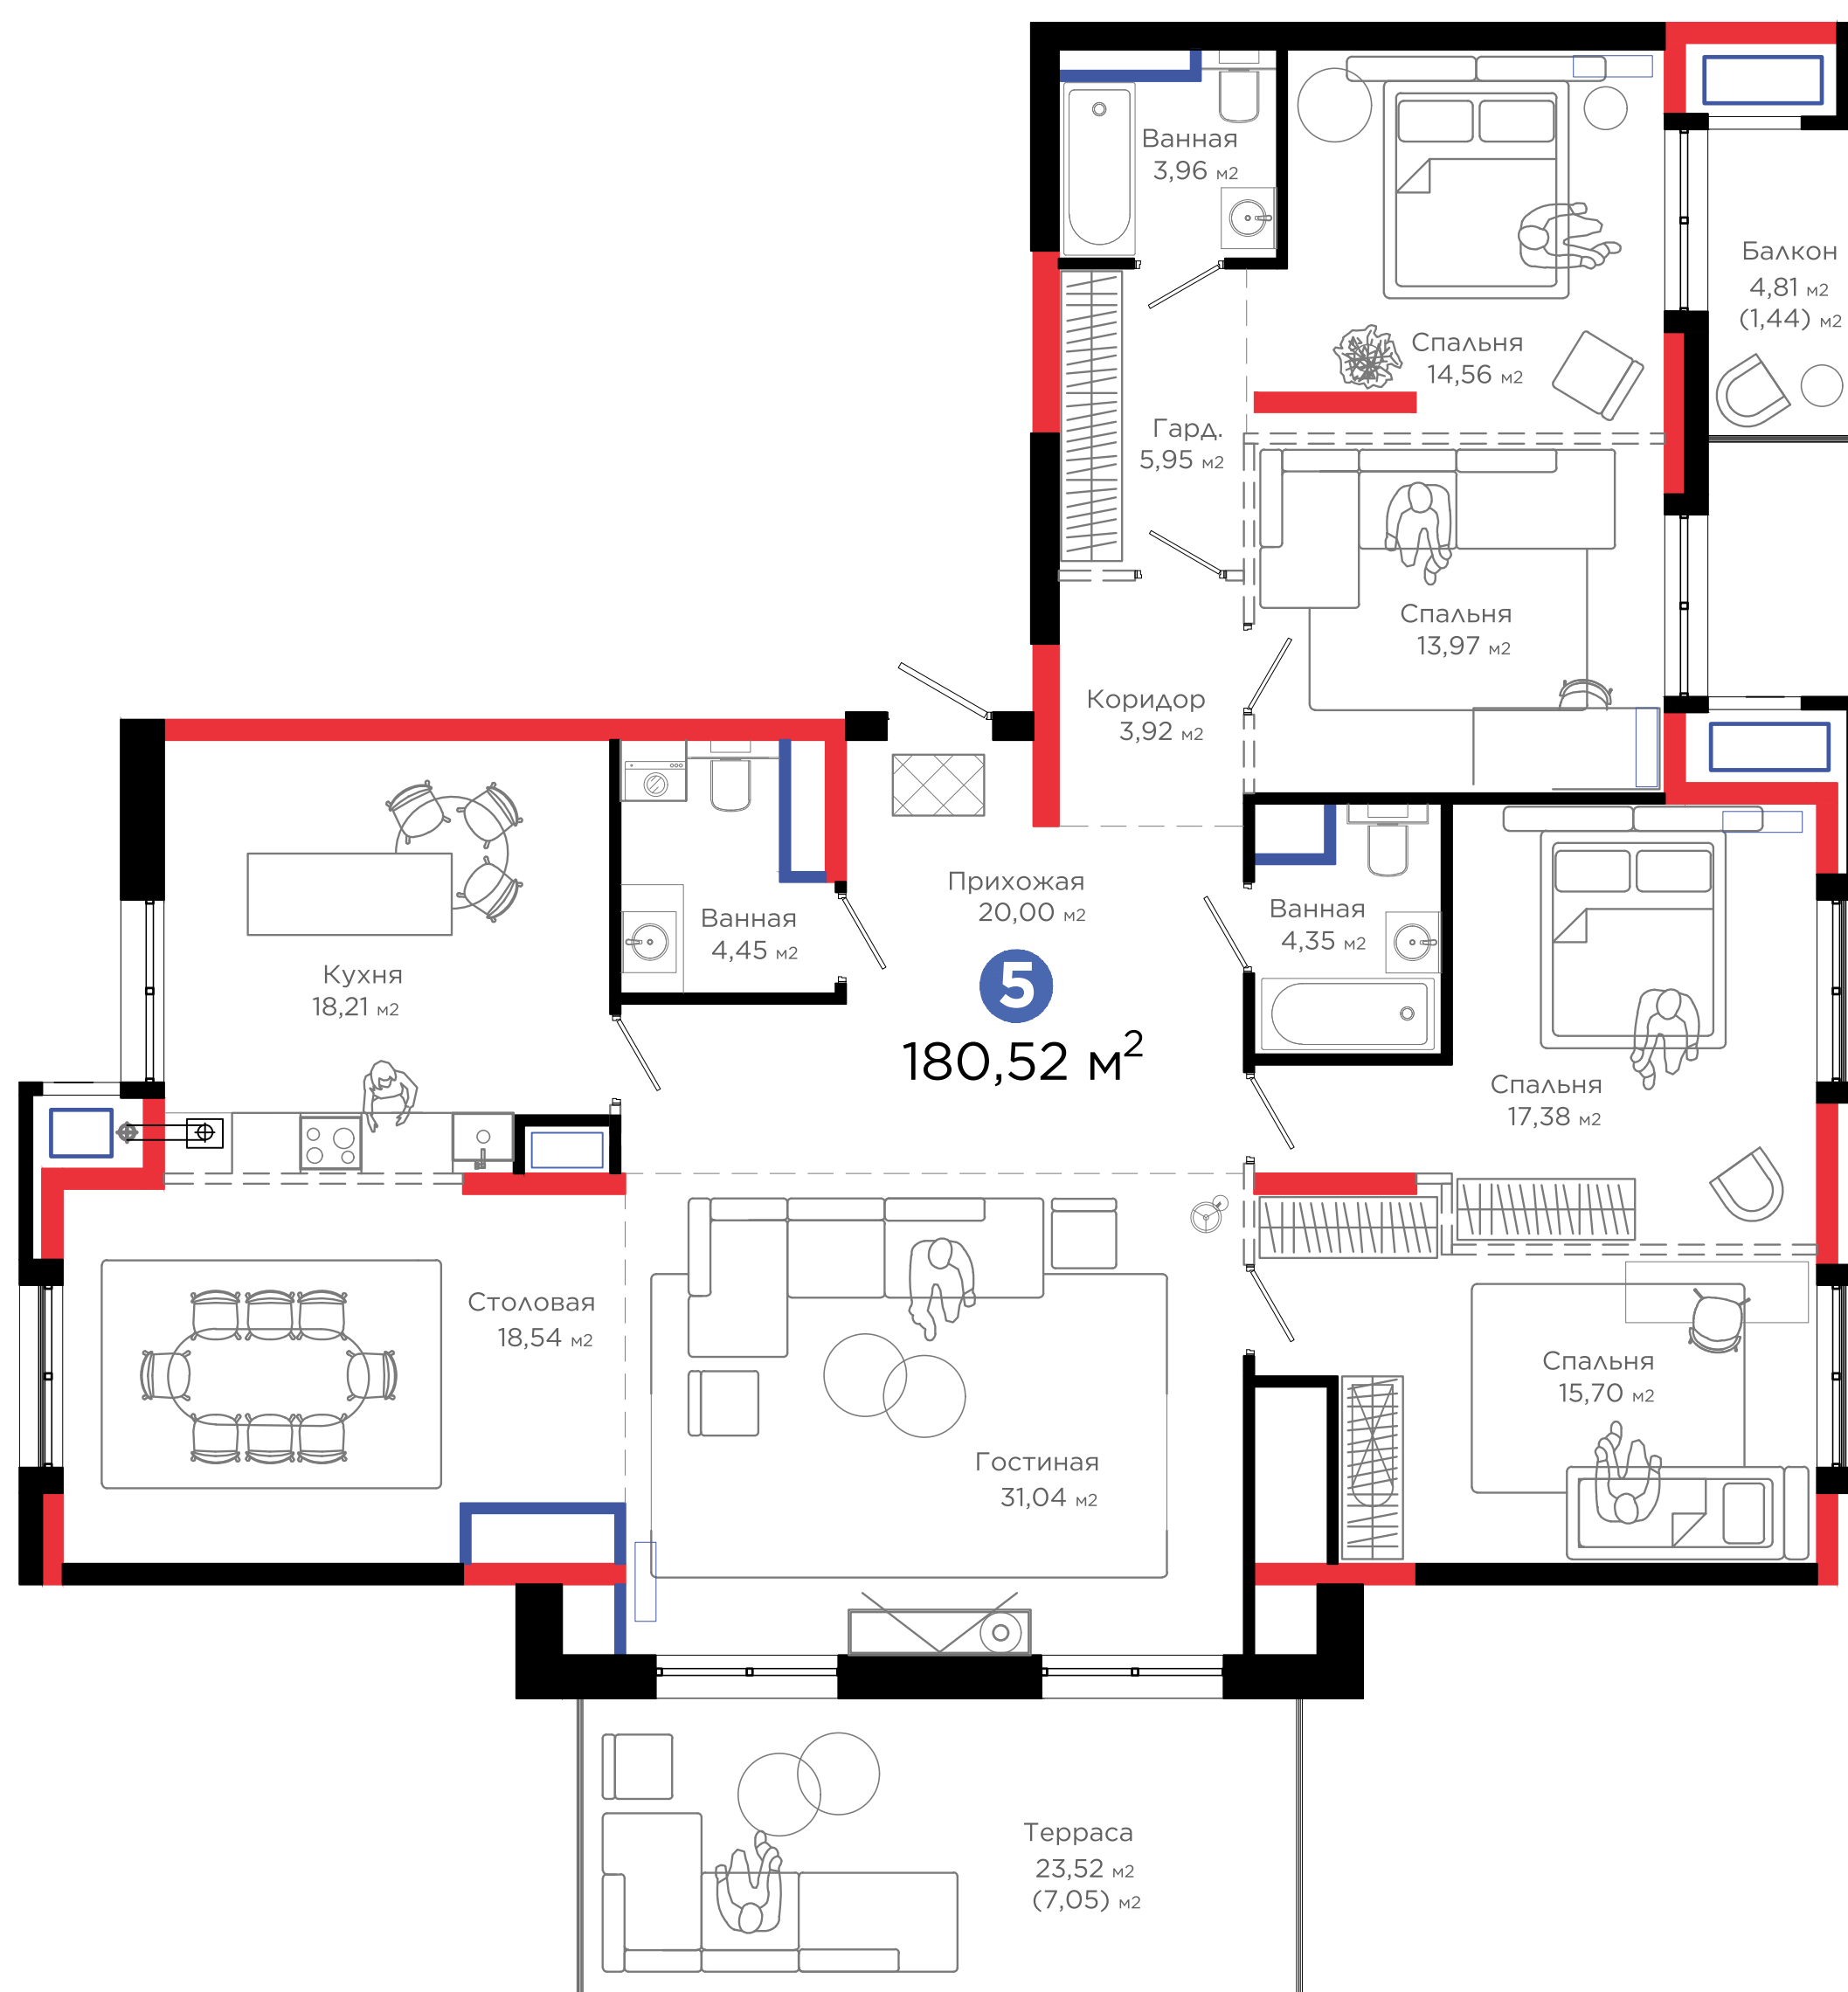 Ванная
3,96 м2
Балкон
4,81 м2
(1,44) м2
Спальня
14,56 м2
Гард.
5,95 м2
Спальня
13,97 м2
Коридор
3,92 м2
Прихожая
20,00 м2
Ванная
4,45 м2
Ванная
4,35 м2
Кухня
18,21 м2
5
180,52 м²
Спальня
17,38 м2
Столовая
18,54 м2
Спальня
15,70 м2
Гостиная
31,04 м2
Терраса
23,52 м2
(7,05) м2